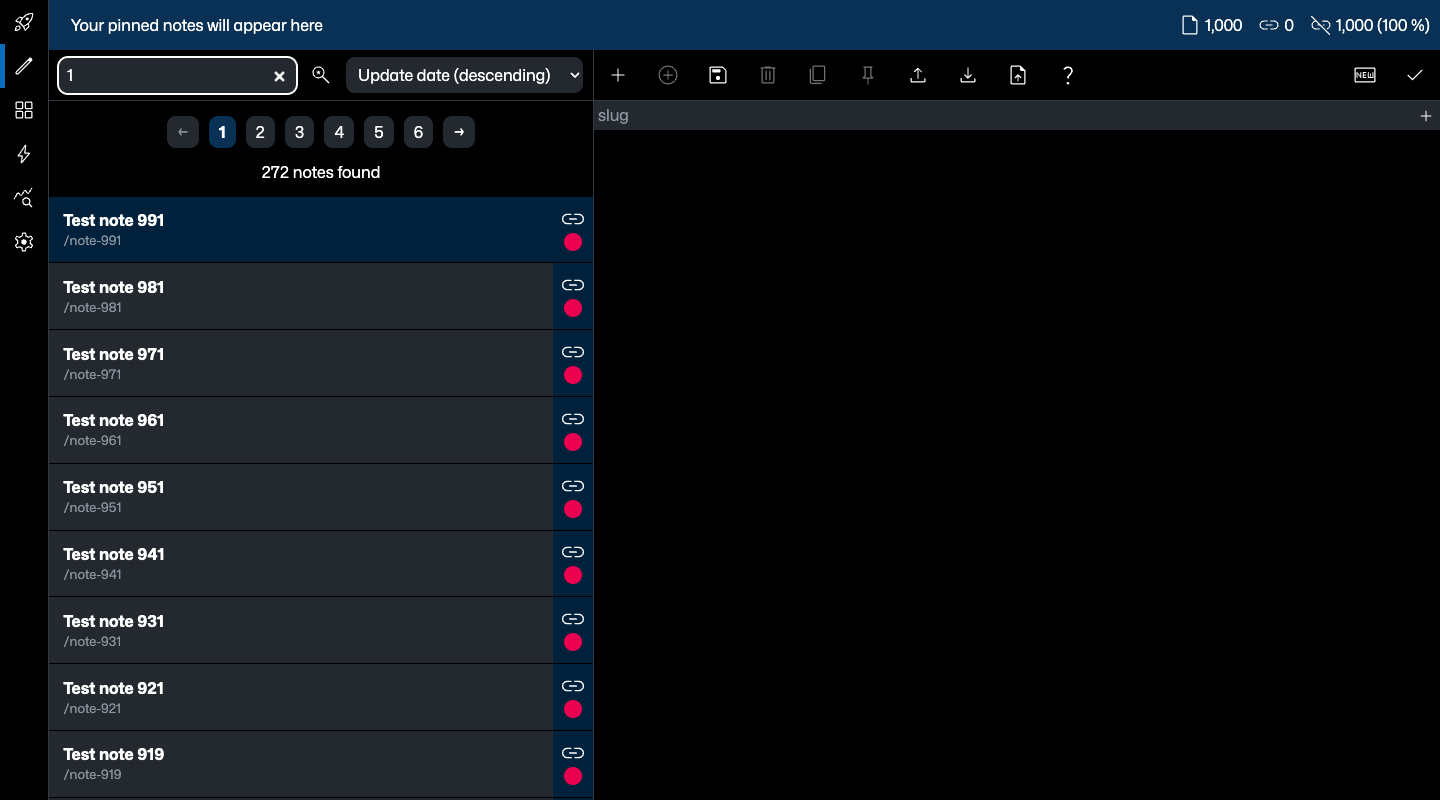 Your pinned notes will appear here
1,000
0
1,000 (100 %)
1
Update date (descending)
?
NEW
slug
1 2 3 4 5 6
272 notes found
Test note 991
/note-991
Test note 981
/note-981
Test note 971
/note-971
Test note 961
/note-961
Test note 951
/note-951
Test note 941
/note-941
Test note 931
/note-931
Test note 921
/note-921
Test note 919
/note-919